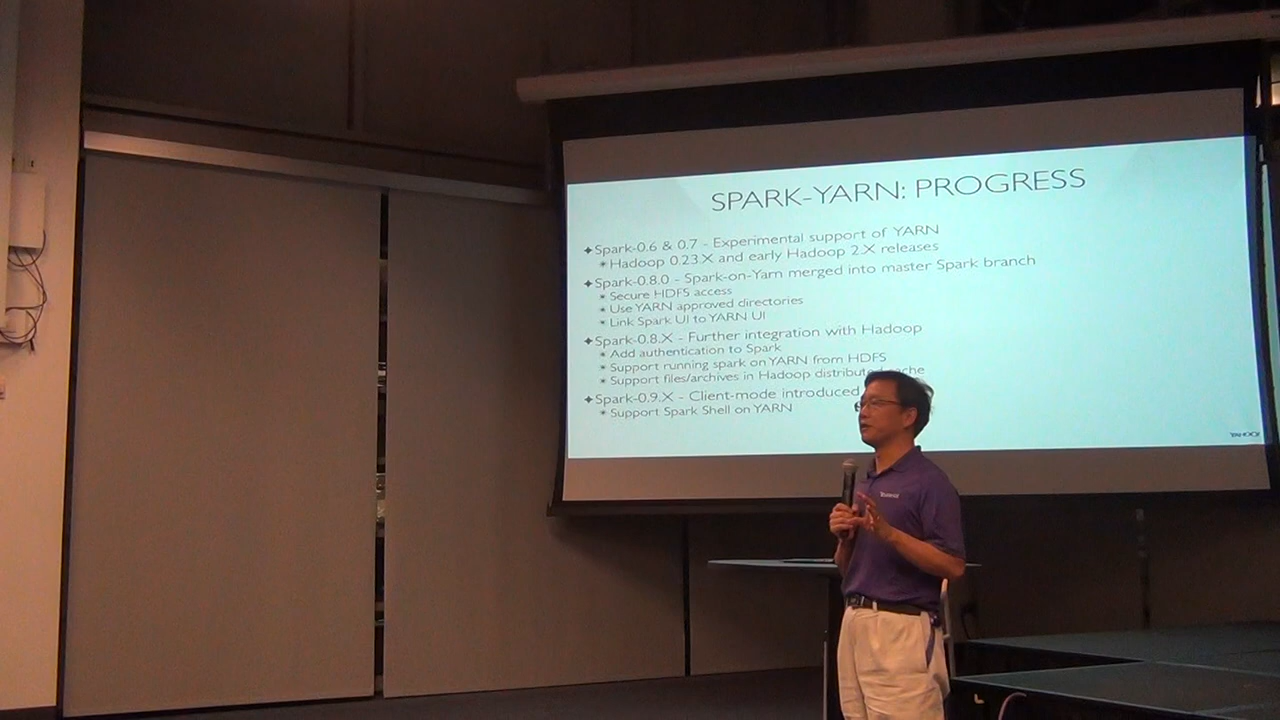 SPARK-YARN: PROGRESS
✦Spark-0.6 & 0.7 - Experimental support of YARN
✴Hadoop 0.23.X and early Hadoop 2.X releases
✦Spark-0.8.0 - Spark-on-Yarn merged into master Spark branch
✴Secure HDFS access
✴Use YARN approved directories
✴Link Spark UI to YARN UI
✦Spark-0.8.X - Further integration with Hadoop
✴Add authentication to Spark
✴Support running spark on YARN from HDFS
✴Support files/archives in Hadoop distributed cache
✦Spark-0.9.X - Client-mode introduced
✴Support Spark Shell on YARN
YAHOO!
YAHOO!